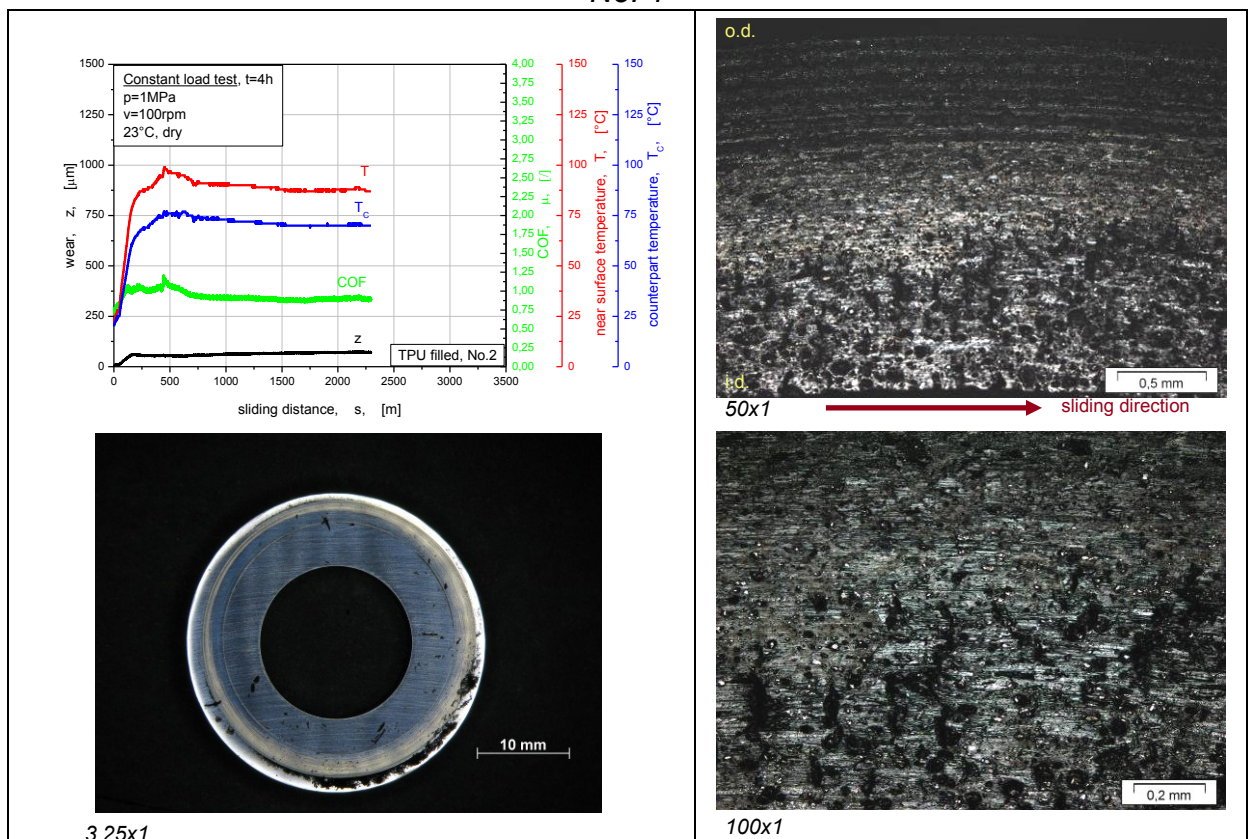 1500
1250
1000
750
500
250
0
wear, z, [µm]
Constant load test, t=4h
p=1MPa
v=100rpm
23°C, dry
T
T_C
COF
z
TPU filled, No.2
0
500
1000
1500
2000
2500
3000
3500
sliding distance, s, [m]
4,00
3,75
3,50
3,25
3,00
2,75
2,50
2,25
2,00
1,75
1,50
1,25
1,00
0,75
0,50
0,25
0,00
COF, µ, [/]
150
125
100
75
50
25
0
near surface temperature, T, [°C]
150
125
100
75
50
25
0
counterpart temperature, T_C, [°C]
10 mm
3,25x1
o.d.
i.d.
0,5 mm
50x1
sliding direction
0,2 mm
100x1